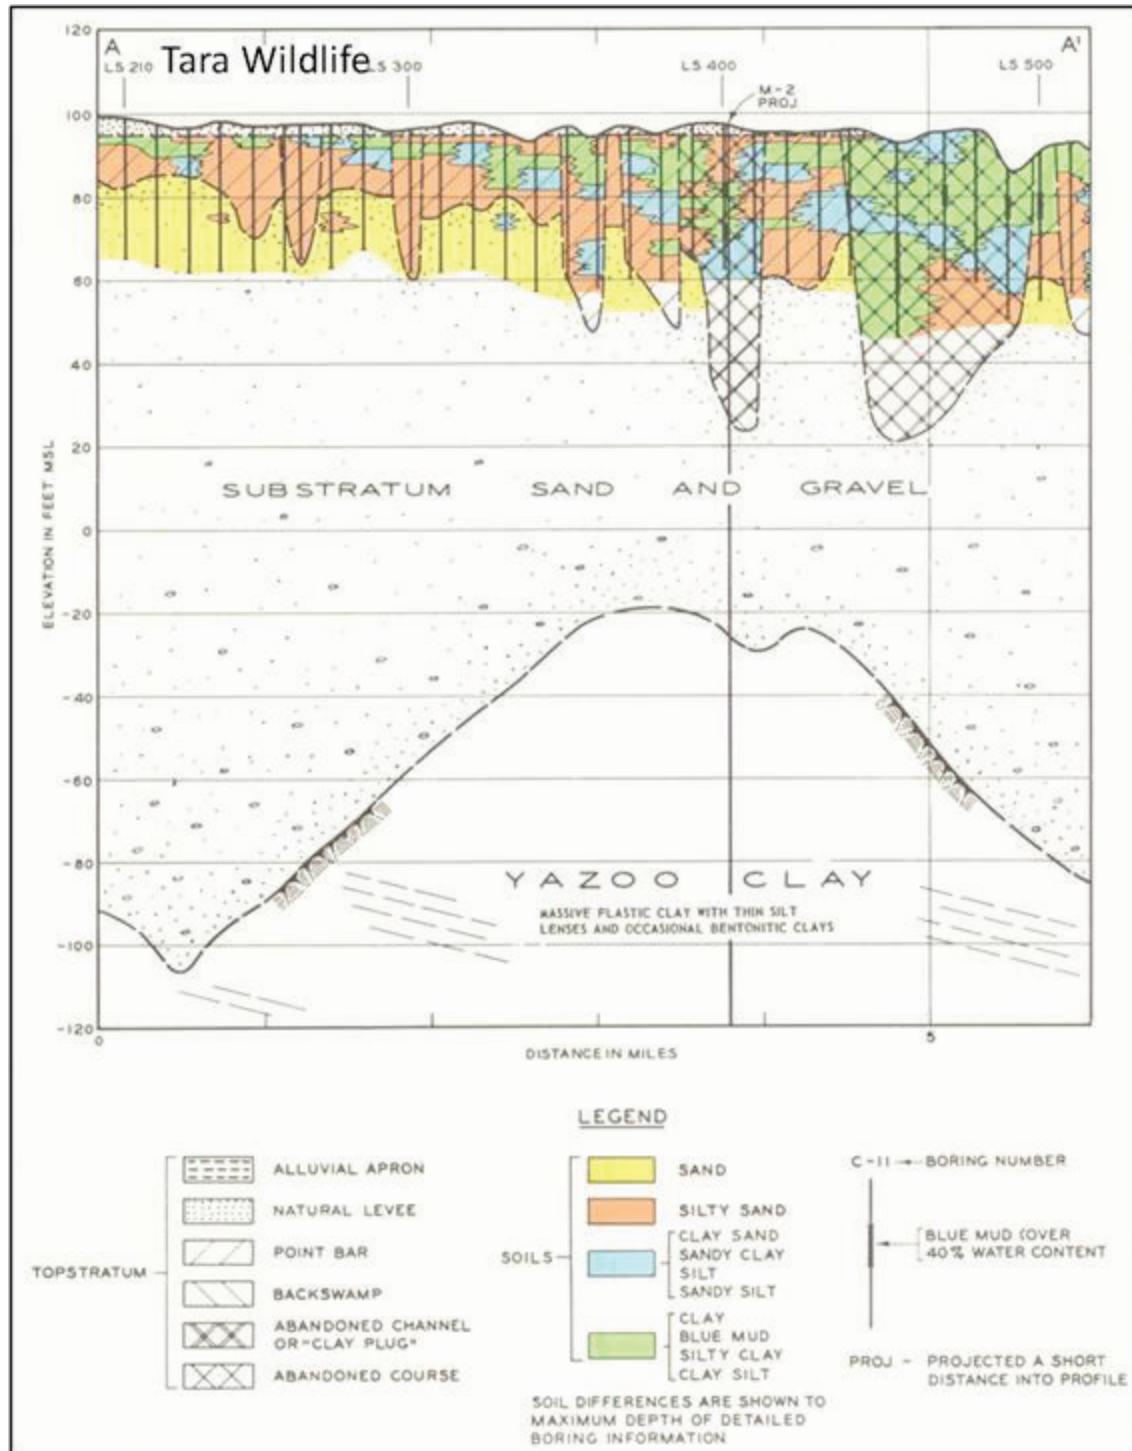 120
A
Tara Wildlife
A'
LS 210
LS 300
LS 400
LS 500
M-2
PROJ.
100
80
60
40
20
SUBSTRATUM SAND AND GRAVEL
0
-20
-40
-60
-80
YAZOO CLAY
MASSIVE PLASTIC CLAY WITH THIN SILT
LENSES AND OCCASIONAL BENTONITIC CLAYS
-100
-120
ELEVATION IN FEET MSL
0
5
DISTANCE IN MILES
LEGEND
TOPSTRATUM
ALLUVIAL APRON
NATURAL LEVEE
POINT BAR
BACKSWAMP
ABANDONED CHANNEL
OR "CLAY PLUG"
ABANDONED COURSE
SOILS
SAND
SILTY SAND
CLAY SAND
SANDY CLAY
SILT
SANDY SILT
CLAY
BLUE MUD
SILTY CLAY
CLAY SILT
SOIL DIFFERENCES ARE SHOWN TO
MAXIMUM DEPTH OF DETAILED
BORING INFORMATION
C-11
BORING NUMBER
BLUE MUD (OVER
40% WATER CONTENT
PROJ - PROJECTED A SHORT
DISTANCE INTO PROFILE